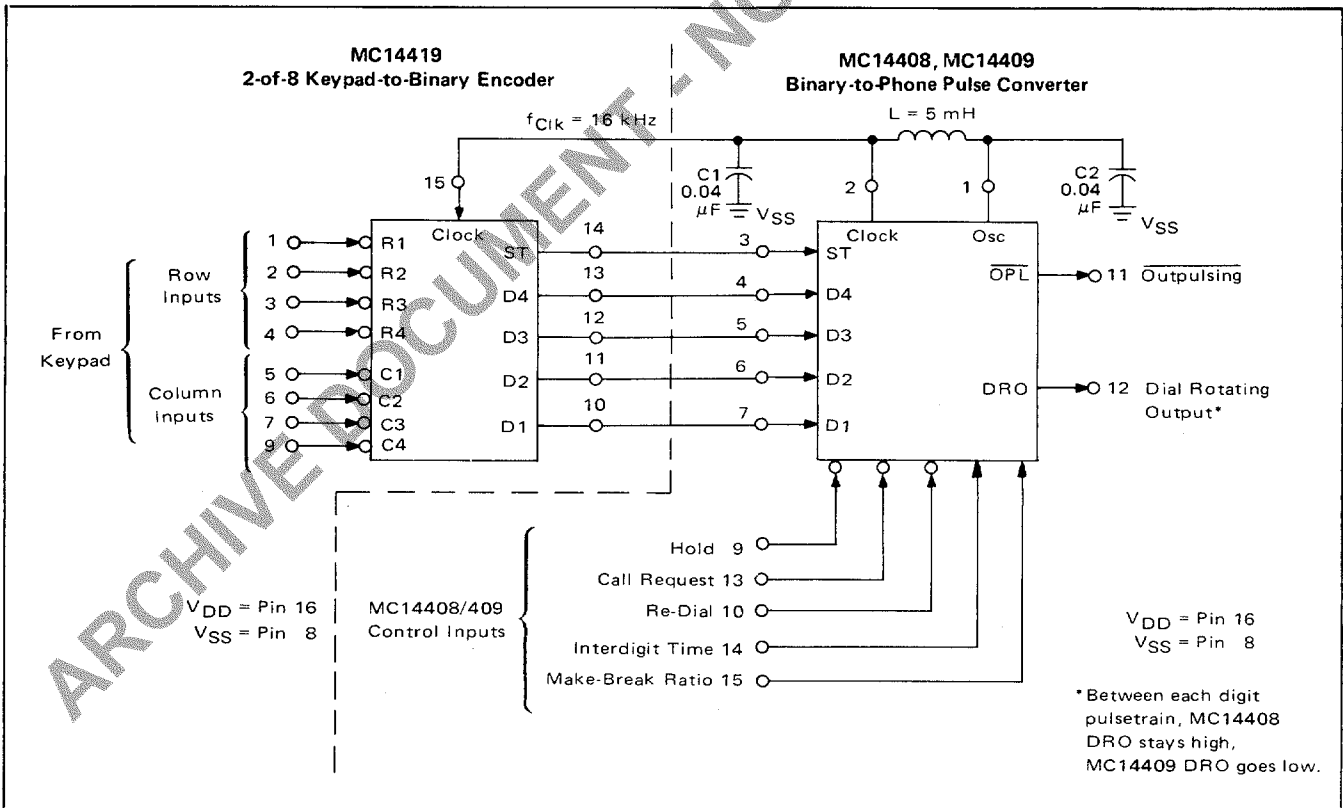 MC14419
2-of-8 Keypad-to-Binary Encoder
MC14408, MC14409
Binary-to-Phone Pulse Converter
fClk = 16 kHz
L = 5 mH
C1
0.04
µF
VSS
C2
0.04
µF
VSS
15
2
1
From
Keypad
Row
Inputs
Column
Inputs
1
2
3
4
5
6
7
9
Clock
R1
R2
R3
R4
C1
C2
C3
C4
ST
D4
D3
D2
D1
14
13
12
11
10
3
4
5
6
7
Clock
Osc
ST
D4
D3
D2
D1
OPL
DRO
11 Outpulsing
12 Dial Rotating
Output*
MC14408/409
Control Inputs
Hold 9
Call Request 13
Re-Dial 10
Interdigit Time 14
Make-Break Ratio 15
VDD = Pin 16
VSS = Pin 8
VDD = Pin 16
VSS = Pin 8
*Between each digit
pulsetrain, MC14408
DRO stays high,
MC14409 DRO goes low.
ARCHIVE DOCUMENT - NO